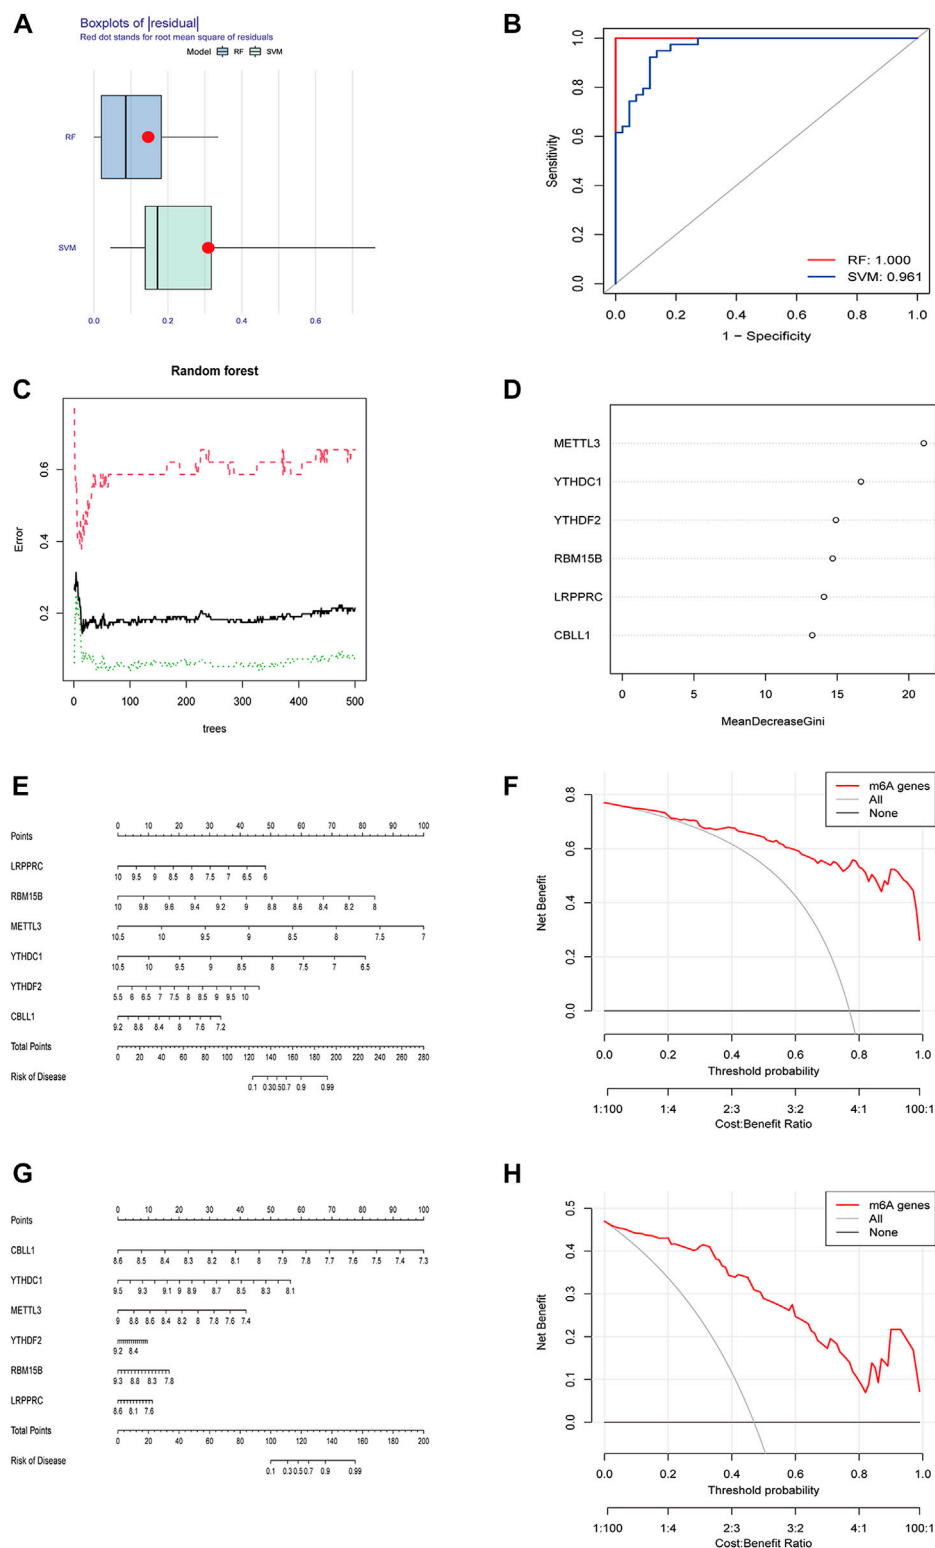 A
Boxplots of |residual|
Red dot stands for root mean square of residuals
Model RF SVM
RF
SVM
0.0 0.2 0.4 0.6
B
Sensitivity
1.0
0.8
0.6
0.4
0.2
0.0
RF: 1.000
SVM: 0.961
0.0 0.2 0.4 0.6 0.8 1.0
1 − Specificity
C
Random forest
Error
0.6
0.4
0.2
0 100 200 300 400 500
trees
D
METTL3
YTHDC1
YTHDF2
RBM15B
LRPPRC
CBLL1
0 5 10 15 20
MeanDecreaseGini
E
0 10 20 30 40 50 60 70 80 90 100
Points
LRPPRC
10 9.5 9 8.5 8 7.5 7 6.5 6
RBM15B
10 9.8 9.6 9.4 9.2 9 8.8 8.6 8.4 8.2 8
METTL3
10.5 10 9.5 9 8.5 8 7.5 7
YTHDC1
10.5 10 9.5 9 8.5 8 7.5 7 6.5
YTHDF2
5.5 6 6.5 7 7.5 8 8.5 9 9.5 10
CBLL1
9.2 8.8 8.4 8 7.6 7.2
Total Points
0 20 40 60 80 100 120 140 160 180 200 220 240 260 280
Risk of Disease
0.1 0.3 0.5 0.7 0.9 0.99
F
Net Benefit
0.8
0.6
0.4
0.2
0.0
m6A genes
All
None
0.0 0.2 0.4 0.6 0.8 1.0
Threshold probability
1:100 1:4 2:3 3:2 4:1 100:1
Cost:Benefit Ratio
G
0 10 20 30 40 50 60 70 80 90 100
Points
CBLL1
8.6 8.5 8.4 8.3 8.2 8.1 8 7.9 7.8 7.7 7.6 7.5 7.4 7.3
YTHDC1
9.5 9.3 9.1 9 8.9 8.7 8.5 8.3 8.1
METTL3
9 8.8 8.6 8.4 8.2 8 7.8 7.6 7.4
YTHDF2
9.2 8.4
RBM15B
9.3 8.8 8.3 7.8
LRPPRC
8.6 8.1 7.6
Total Points
0 20 40 60 80 100 120 140 160 180 200
Risk of Disease
0.1 0.3 0.5 0.7 0.9 0.99
H
Net Benefit
0.5
0.4
0.3
0.2
0.1
0.0
m6A genes
All
None
0.0 0.2 0.4 0.6 0.8 1.0
Threshold probability
1:100 1:4 2:3 3:2 4:1 100:1
Cost:Benefit Ratio